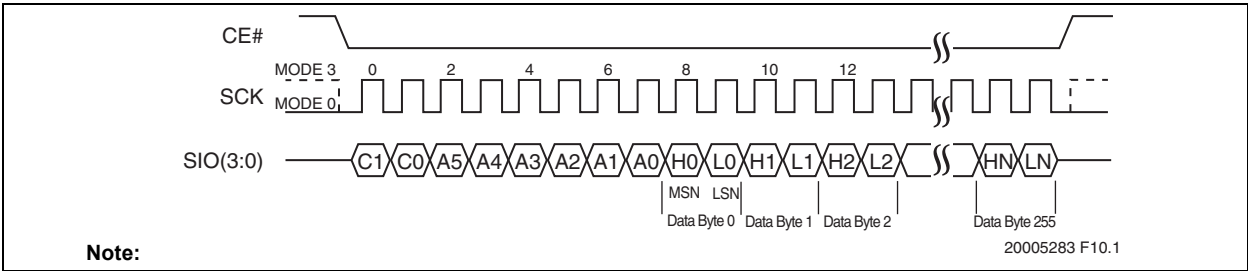 CE#
MODE 3 0 2 4 6 8 10 12
SCK MODE 0
SIO(3:0) C1 C0 A5 A4 A3 A2 A1 A0 H0 L0 H1 L1 H2 L2 HN LN
MSN LSN
Data Byte 0 Data Byte 1 Data Byte 2 Data Byte 255
20005283 F10.1
Note: